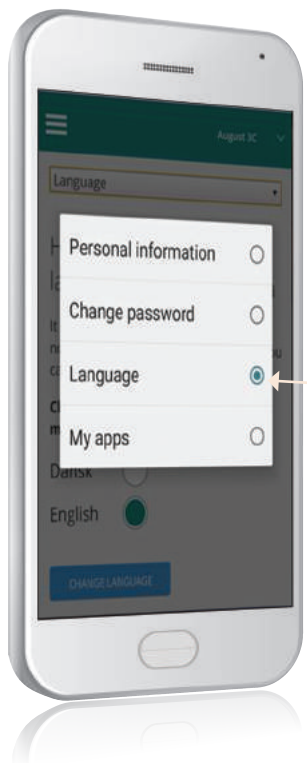 August 3C
Language
Personal information
Change password
Language
My apps
Dansk
English
CHANGE LANGUAGE